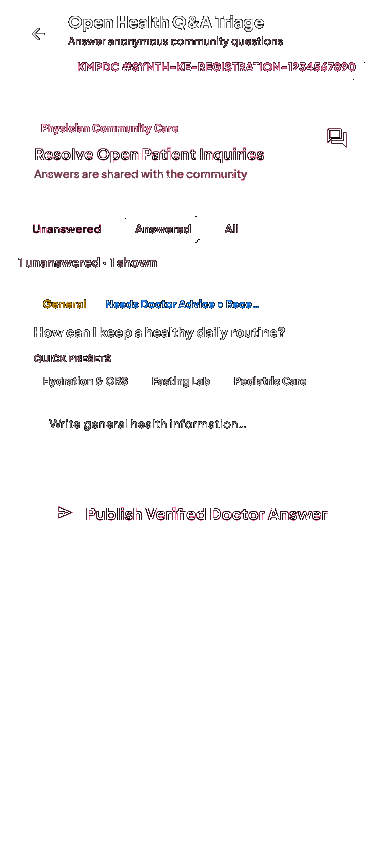 Open Health Q&A Triage
Answer anonymous community questions
KMPDC #SYNTH-KE-REGISTRATION-1234567890
Physician Community Care
Resolve Open Patient Inquiries
Answers are shared with the community
Unanswered Answered All
1 unanswered • 1 shown
General Needs Doctor Advice • Rece...
How can I keep a healthy daily routine?
QUICK PRESETS
Hydration & ORS Fasting Lab Pediatric Care
Write general health information...
Publish Verified Doctor Answer